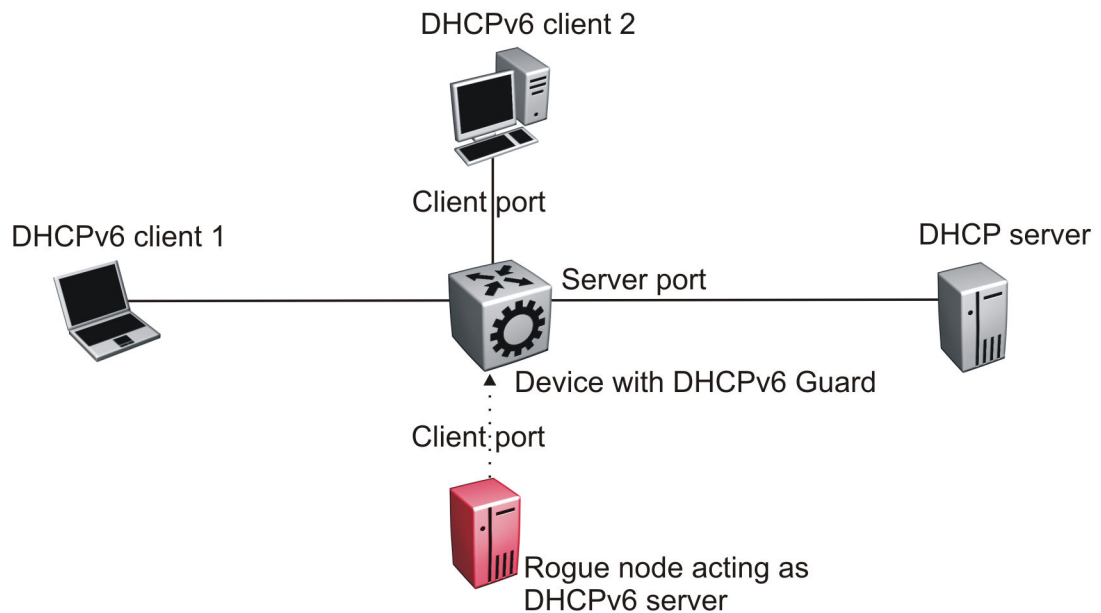 DHCPv6 client 2
Client port
DHCPv6 client 1
DHCP server
Server port
Device with DHCPv6 Guard
Client port
Rogue node acting as
DHCPv6 server